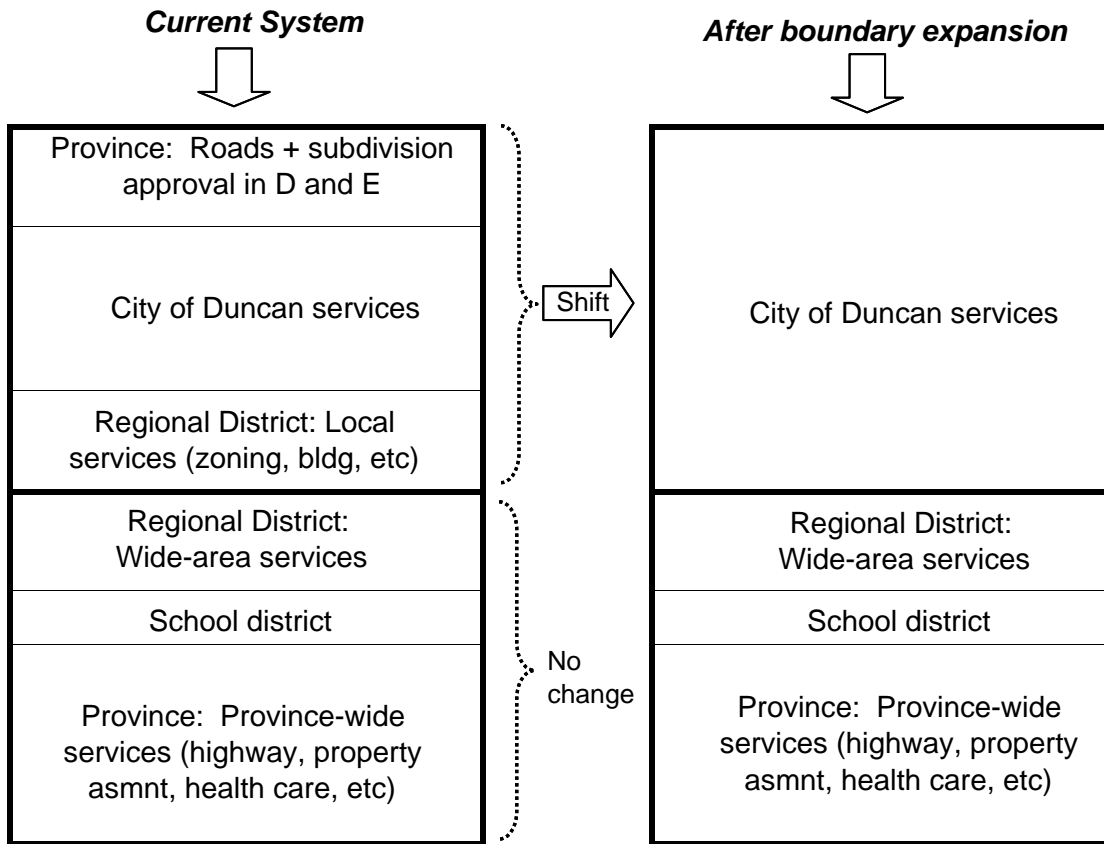 Current System
After boundary expansion
Province:  Roads + subdivision
approval in D and E
City of Duncan services
Regional District: Local
services (zoning, bldg, etc)
Regional District:
Wide-area services
School district
Province:  Province-wide
services (highway, property
asmnt, health care, etc)
Shift
No
change
City of Duncan services
Regional District:
Wide-area services
School district
Province:  Province-wide
services (highway, property
asmnt, health care, etc)